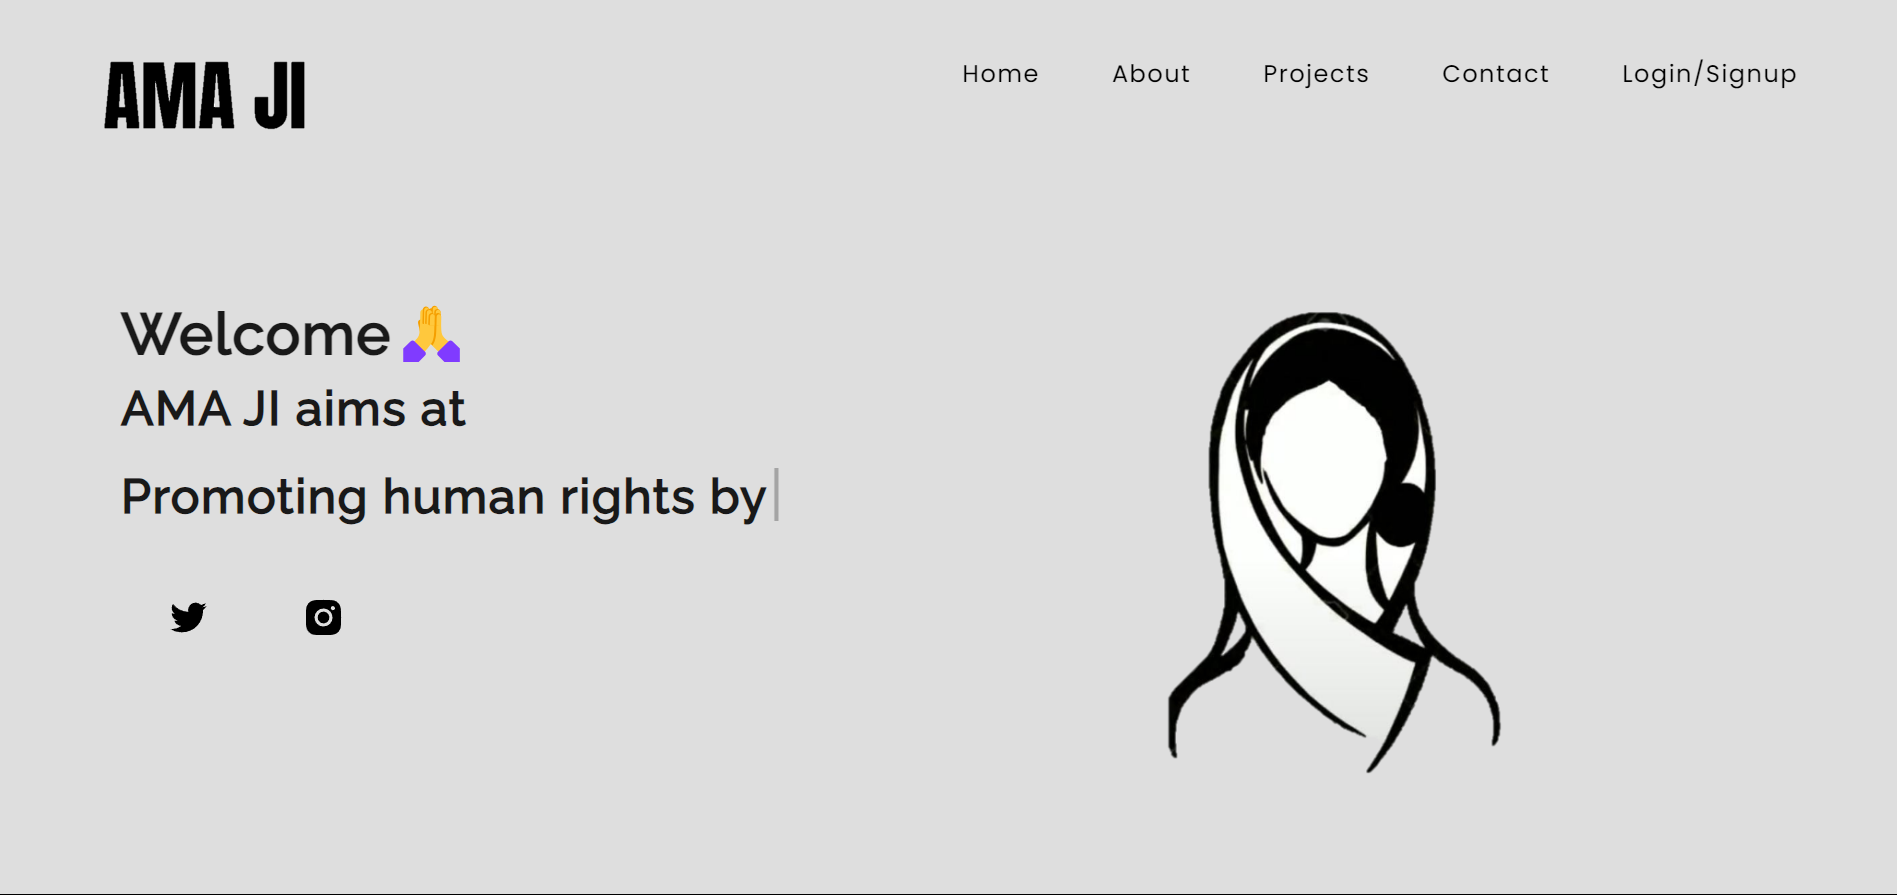 AMA JI
Home About Projects Contact Login/Signup
Welcome 🙏
AMA JI aims at
Promoting human rights by